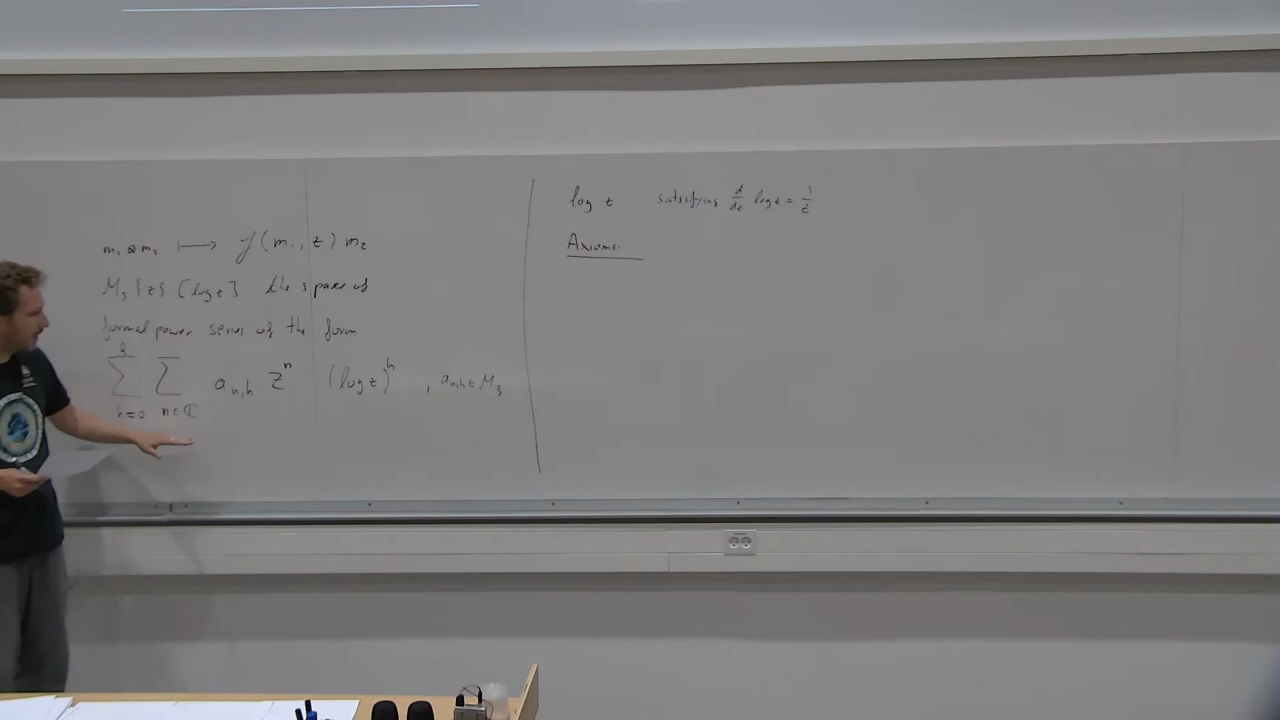 m₁ ⊗ m₂ ⟼ 𝒴(m₁, z) m₂
M₃ {z} [log z] the space of
formal power series of the form
∑_{h=0}^{Q} ∑_{n∈ℂ} a_{n,h} z^n (log z)^h , a_{n,h} ∈ M₃
log z satisfying d/dz log z = 1/z
Axioms.